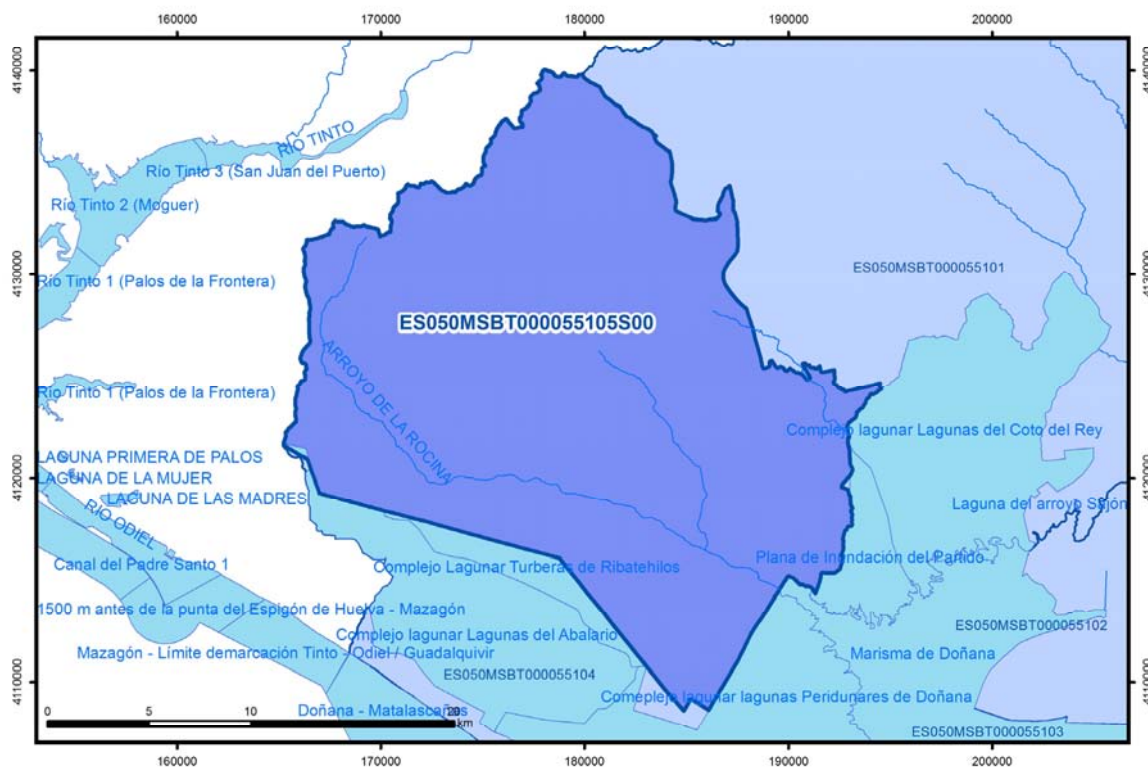 160000 170000 180000 190000 200000
4140000 4140000
RÍO TINTO
Río Tinto 3 (San Juan del Puerto)
Río Tinto 2 (Moguer)
4130000 4130000
ES050MSBT000055101
Río Tinto 1 (Palos de la Frontera)
ES050MSBT000055105S00
ARROYO DE LA ROCINA
Río Tinto 1 (Palos de la Frontera)
Complejo lagunar Lagunas del Coto del Rey
LAGUNA PRIMERA DE PALOS
4120000 4120000
LAGUNA DE LA MUJER
LAGUNA DE LAS MADRES
Laguna del arroyo Sajón
RÍO ODIEL
Plana de Inundación del Partido
Canal del Padre Santo 1
Complejo Lagunar Turberas de Ribatehilos
1500 m antes de la punta del Espigón de Huelva - Mazagón
Complejo lagunar Lagunas del Abalario
ES050MSBT000055102
Mazagón - Límite demarcación Tinto - Odiel / Guadalquivir
Marisma de Doñana
ES050MSBT000055104
4110000 4110000
Comeplejo lagunar lagunas Peridunares de Doñana
Doñana - Matalascañas
0 5 10 20
km
ES050MSBT000055103
160000 170000 180000 190000 200000